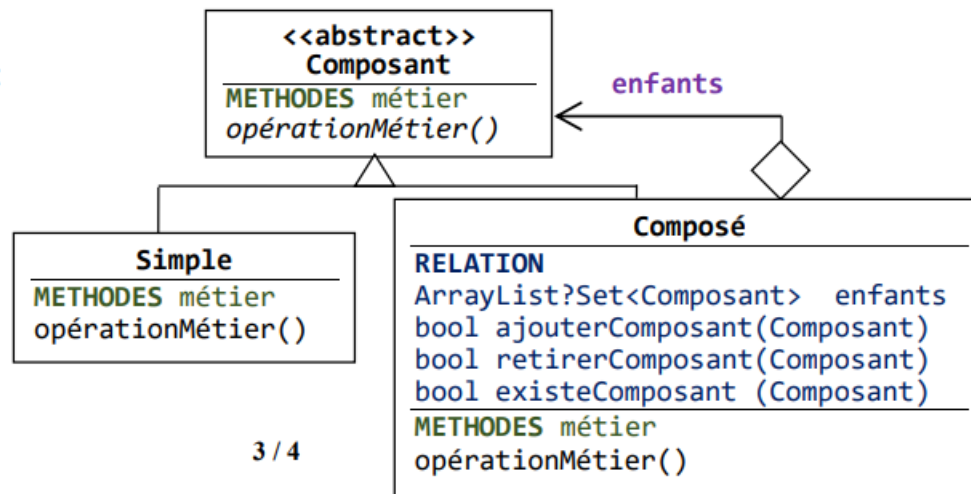 <<abstract>>
Composant
METHODES métier
opérationMétier()
enfants
Simple
METHODES métier
opérationMétier()
Composé
RELATION
ArrayList?Set<Composant> enfants
bool ajouterComposant(Composant)
bool retirerComposant(Composant)
bool existeComposant (Composant)
METHODES métier
opérationMétier()
3 / 4